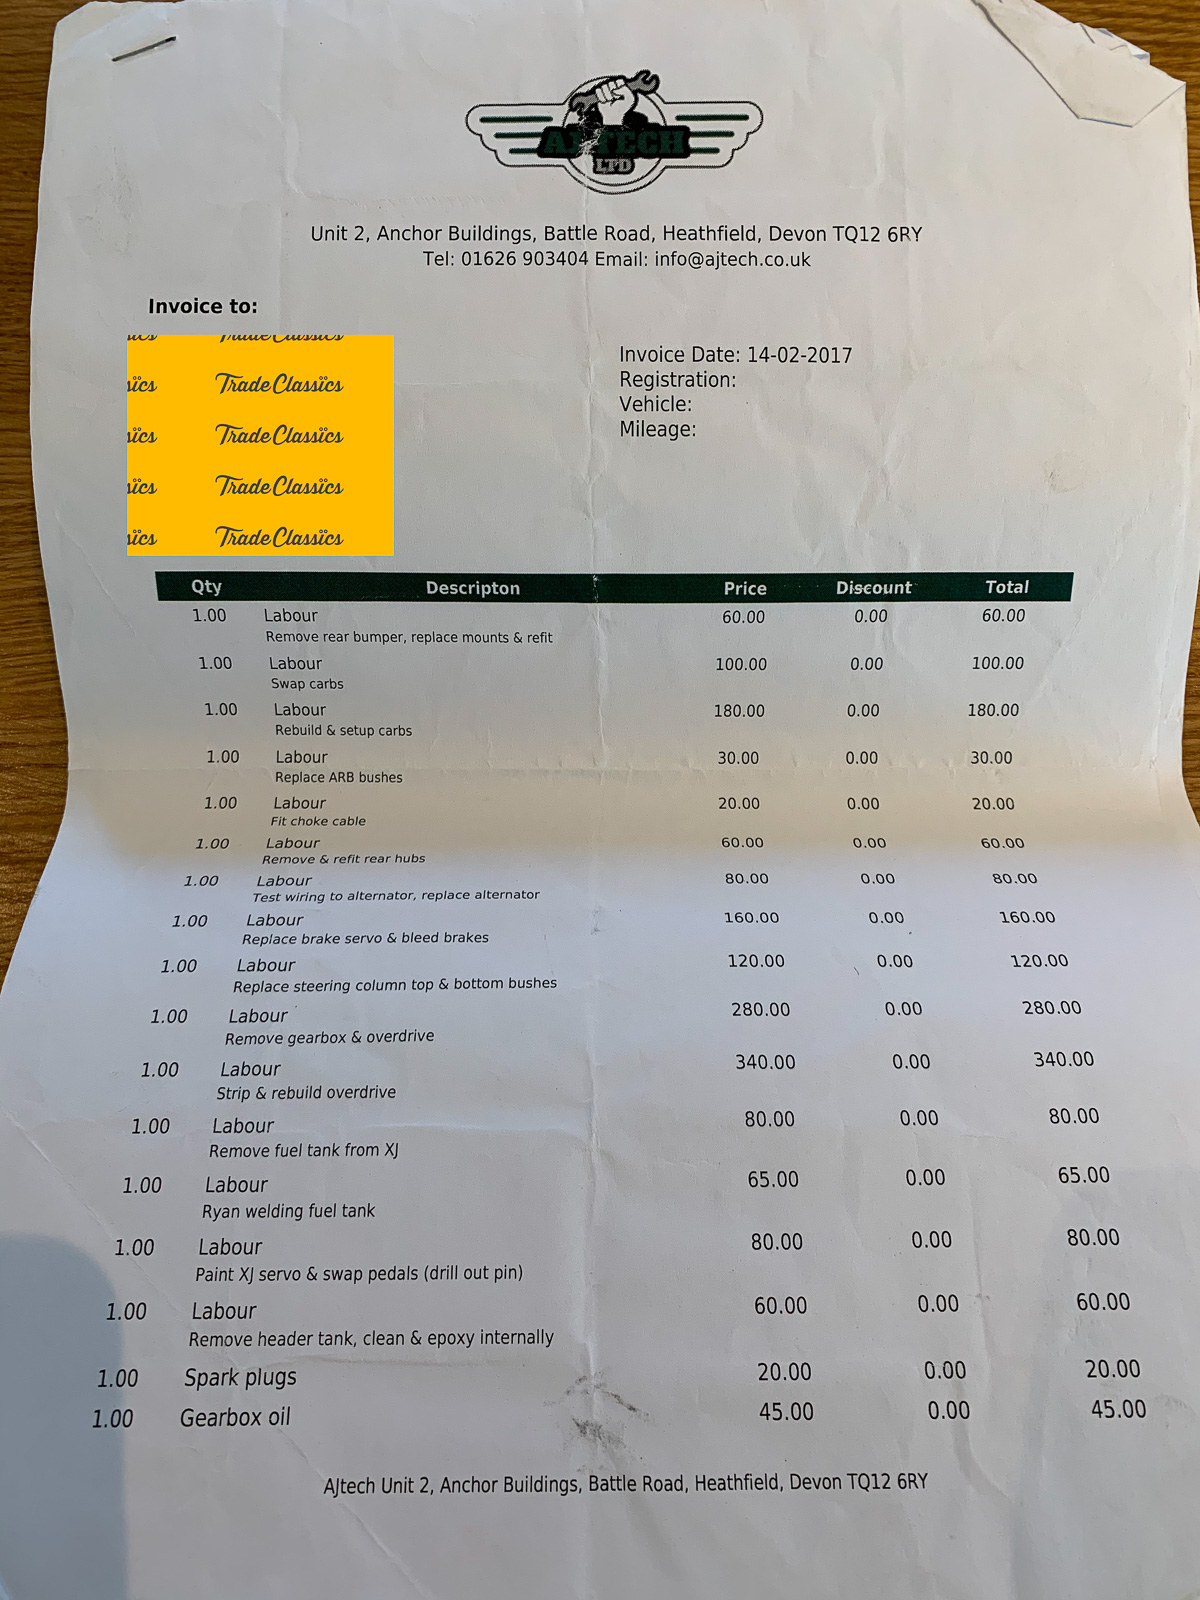 AJTECH
LTD
Unit 2, Anchor Buildings, Battle Road, Heathfield, Devon TQ12 6RY
Tel: 01626 903404 Email: info@ajtech.co.uk
Invoice to:
ics Trade Classics
ics Trade Classics
ics Trade Classics
ics Trade Classics
ics Trade Classics
Invoice Date: 14-02-2017
Registration:
Vehicle:
Mileage:
Qty Descripton Price Discount Total
1.00 Labour 60.00 0.00 60.00
Remove rear bumper, replace mounts & refit
1.00 Labour 100.00 0.00 100.00
Swap carbs
1.00 Labour 180.00 0.00 180.00
Rebuild & setup carbs
1.00 Labour 30.00 0.00 30.00
Replace ARB bushes
1.00 Labour 20.00 0.00 20.00
Fit choke cable
1.00 Labour 60.00 0.00 60.00
Remove & refit rear hubs
1.00 Labour 80.00 0.00 80.00
Test wiring to alternator, replace alternator
1.00 Labour 160.00 0.00 160.00
Replace brake servo & bleed brakes
1.00 Labour 120.00 0.00 120.00
Replace steering column top & bottom bushes
1.00 Labour 280.00 0.00 280.00
Remove gearbox & overdrive
1.00 Labour 340.00 0.00 340.00
Strip & rebuild overdrive
1.00 Labour 80.00 0.00 80.00
Remove fuel tank from XJ
1.00 Labour 65.00 0.00 65.00
Ryan welding fuel tank
1.00 Labour 80.00 0.00 80.00
Paint XJ servo & swap pedals (drill out pin)
1.00 Labour 60.00 0.00 60.00
Remove header tank, clean & epoxy internally
1.00 Spark plugs 20.00 0.00 20.00
1.00 Gearbox oil 45.00 0.00 45.00
AJtech Unit 2, Anchor Buildings, Battle Road, Heathfield, Devon TQ12 6RY